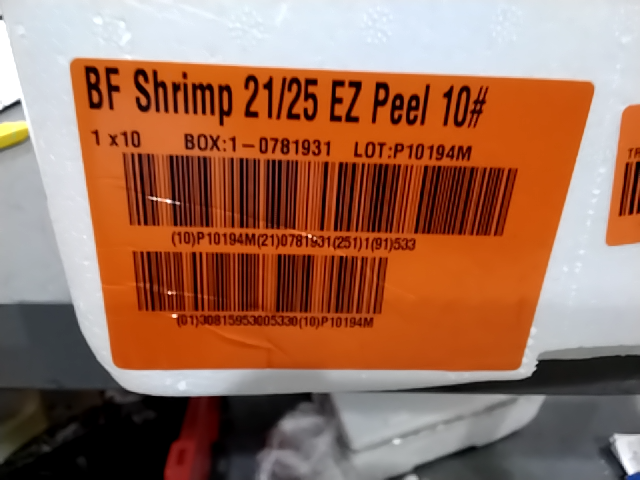 BF Shrimp 21/25 EZ Peel 10#
1 x10 BOX:1-0781931 LOT:P10194M
(10)P10194M(21)0781931(251)1(91)533
(01)30815953005330(10)P10194M